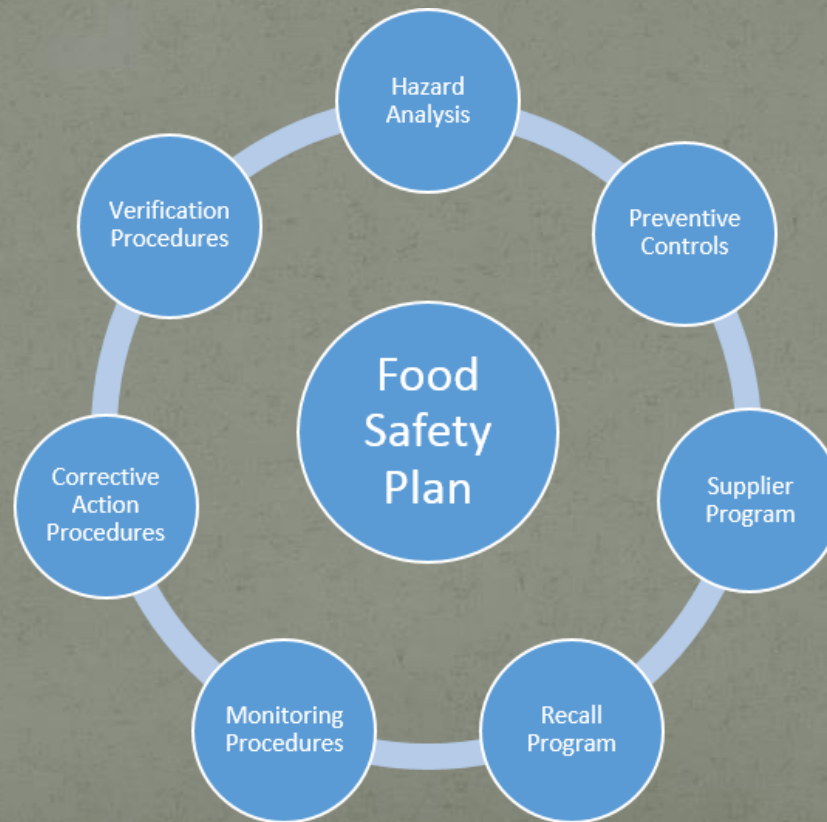 Hazard
Analysis
Preventive
Controls
Supplier
Program
Recall
Program
Monitoring
Procedures
Corrective
Action
Procedures
Verification
Procedures
Food
Safety
Plan